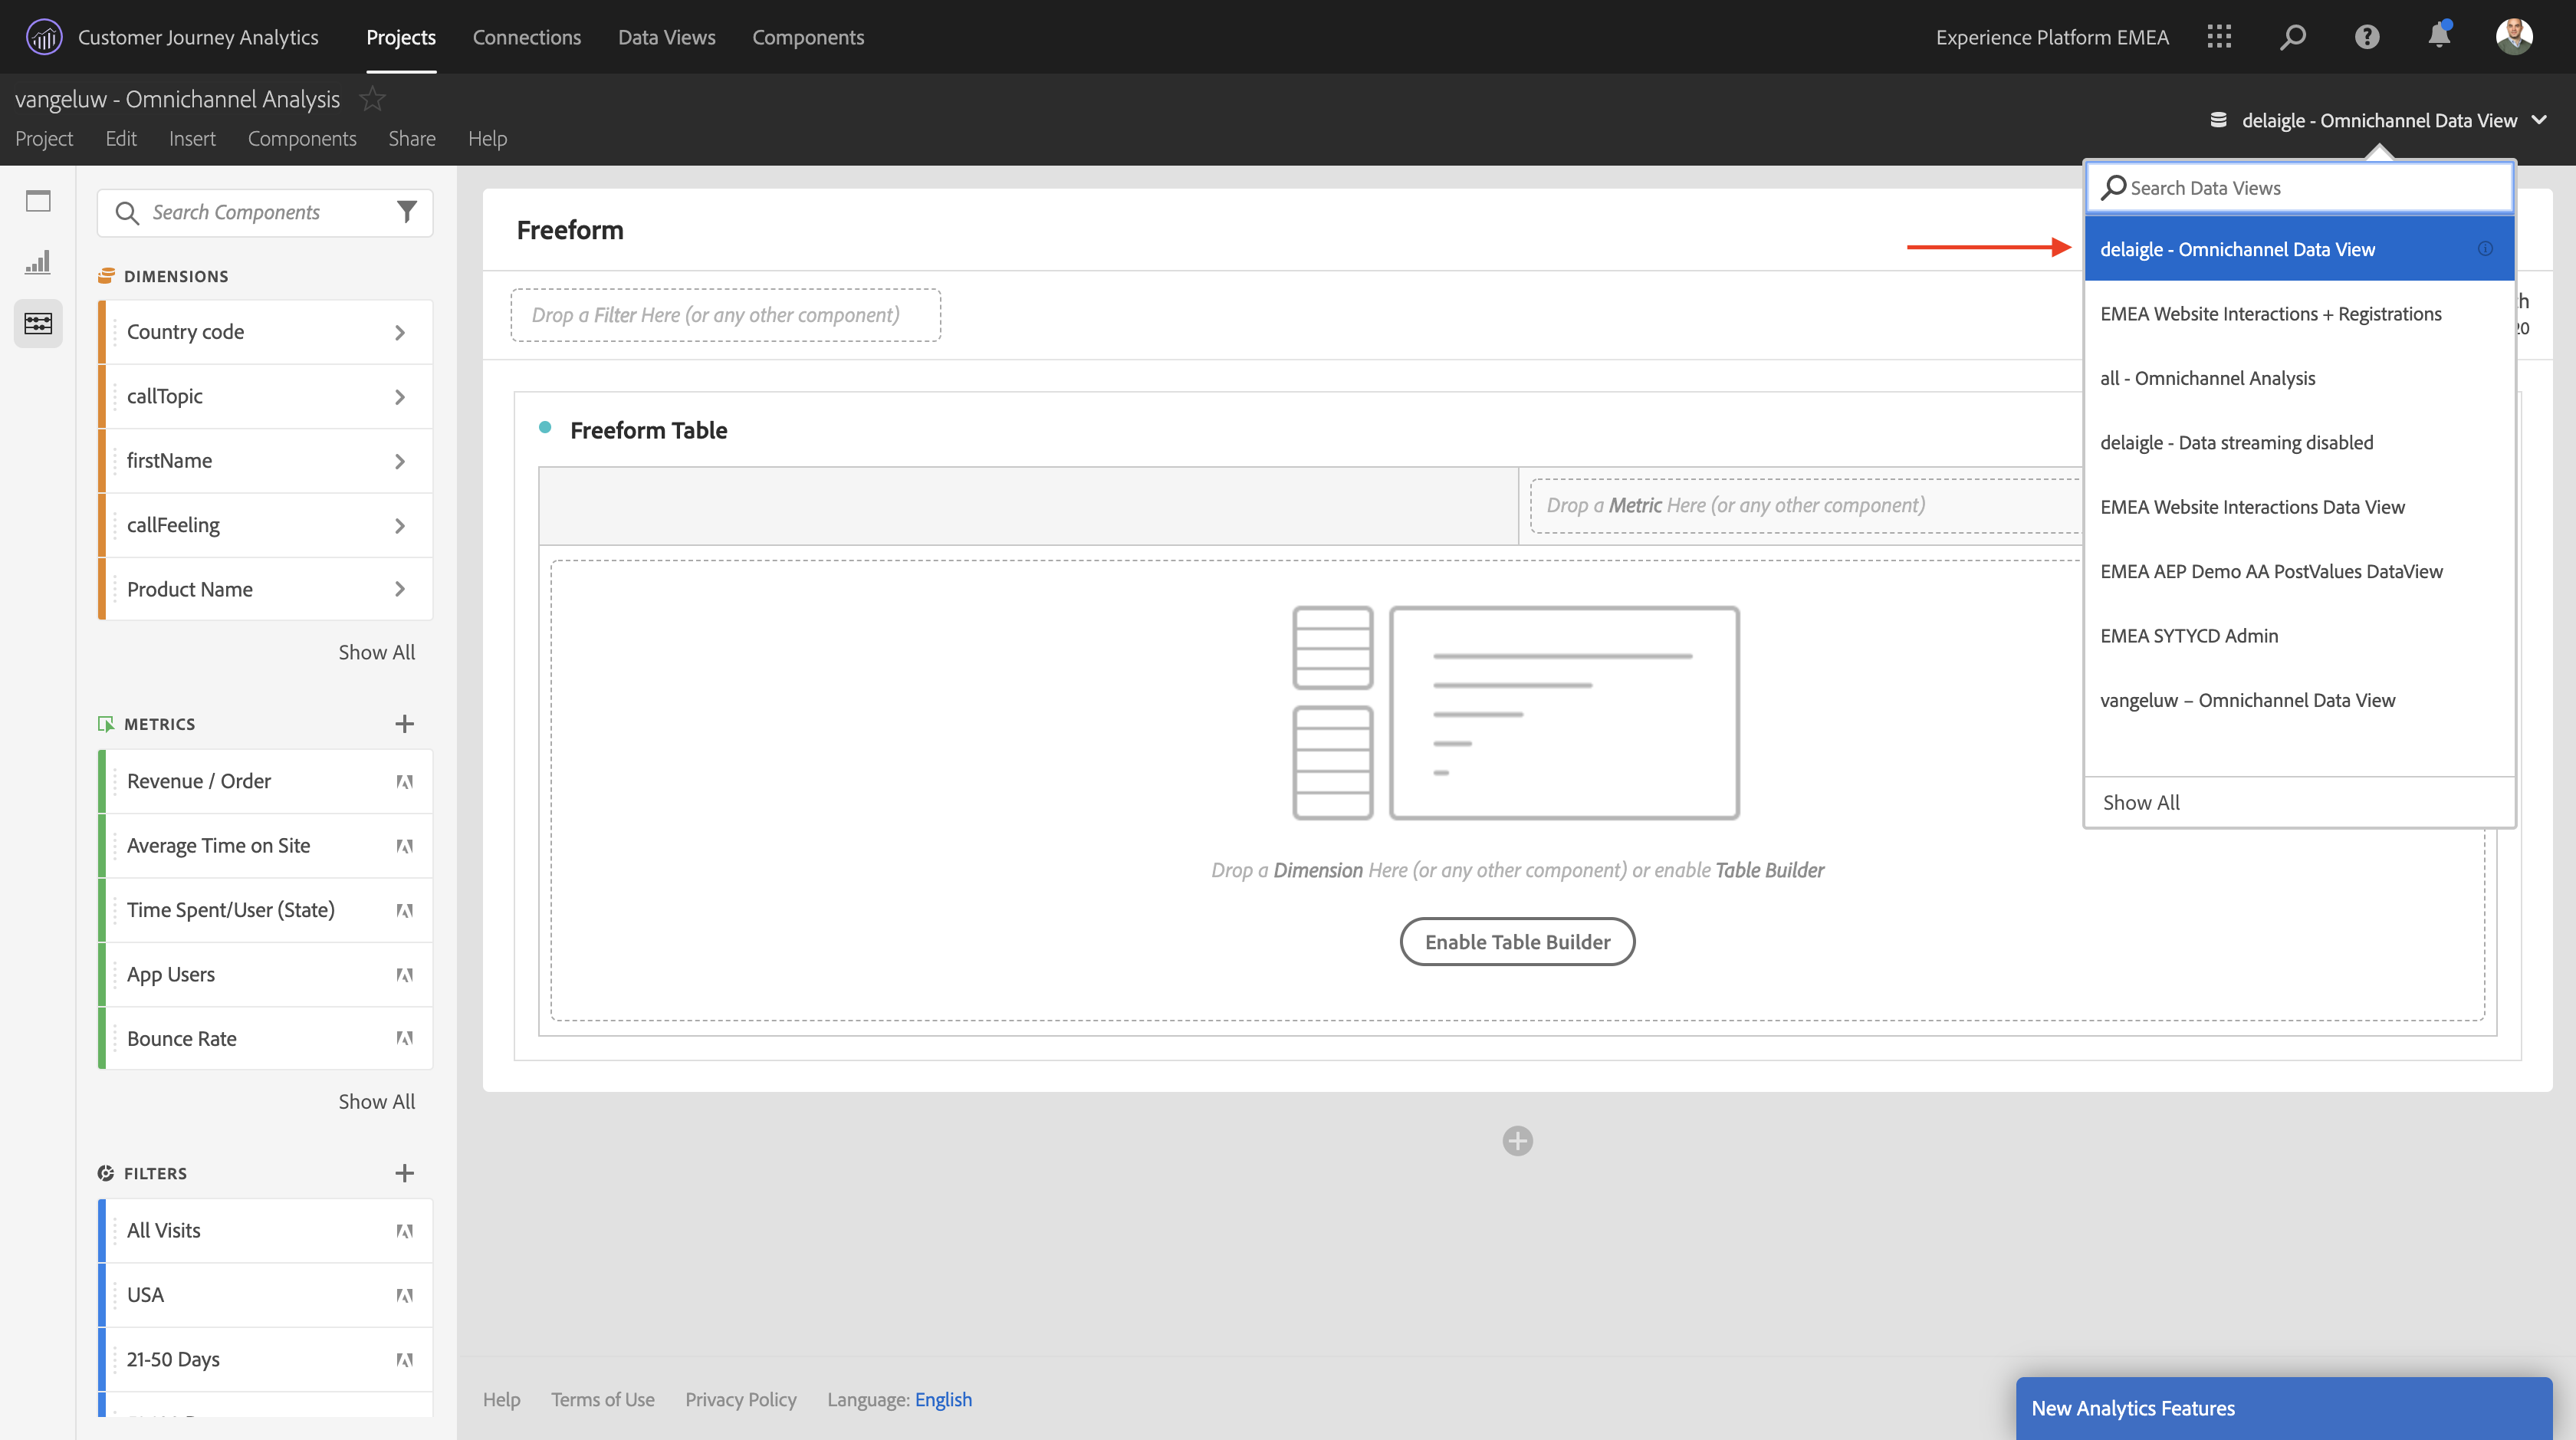 Customer Journey Analytics
Projects
Connections
Data Views
Components
Experience Platform EMEA
vangeluw - Omnichannel Analysis
Project
Edit
Insert
Components
Share
Help
delaigle - Omnichannel Data View
Search Components
DIMENSIONS
Country code
callTopic
firstName
callFeeling
Product Name
Show All
METRICS
Revenue / Order
Average Time on Site
Time Spent/User (State)
App Users
Bounce Rate
Show All
FILTERS
All Visits
USA
21-50 Days
Freeform
Drop a Filter Here (or any other component)
Freeform Table
Drop a Metric Here (or any other component)
Drop a Dimension Here (or any other component) or enable Table Builder
Enable Table Builder
Search Data Views
delaigle - Omnichannel Data View
EMEA Website Interactions + Registrations
all - Omnichannel Analysis
delaigle - Data streaming disabled
EMEA Website Interactions Data View
EMEA AEP Demo AA PostValues DataView
EMEA SYTYCD Admin
vangeluw – Omnichannel Data View
Show All
Help
Terms of Use
Privacy Policy
Language: English
New Analytics Features